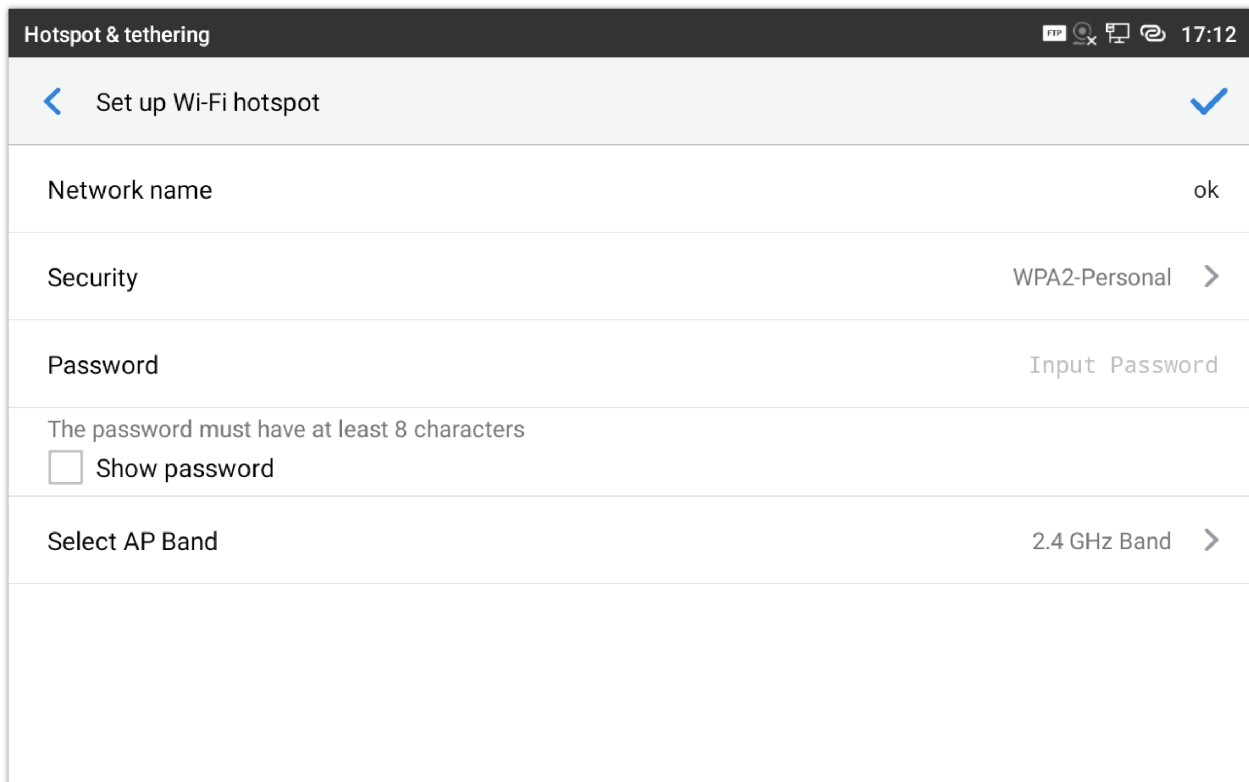 Hotspot & tethering FTP 17:12
Set up Wi-Fi hotspot
Network name ok
Security WPA2-Personal
Password Input Password
The password must have at least 8 characters
Show password
Select AP Band 2.4 GHz Band